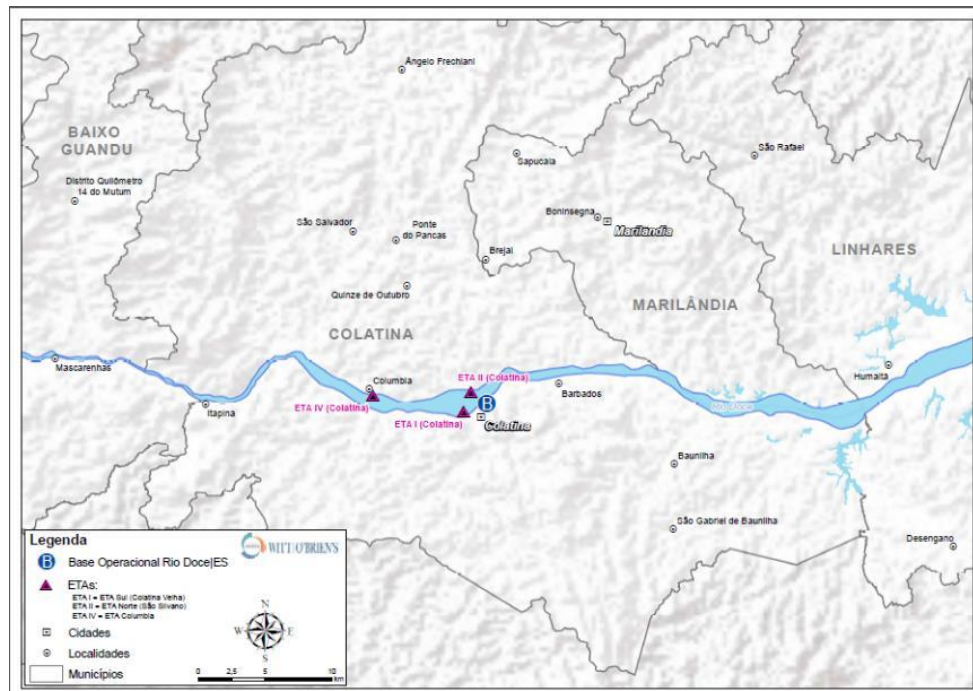 Ângelo Frechiani
BAIXO
GUANDU
Distrito Quilômetro
14 do Mutum
Sapucaia
São Rafael
Boninsegna
Marilandia
São Salvador
Ponte
do Pancas
Brejal
LINHARES
Quinze de Outubro
MARILÂNDIA
COLATINA
Mascarenhas
Humaitá
Columbia
ETA II (Colatina)
Barbados
Itapina
ETA IV (Colatina)
B
Rio Doce
ETA I (Colatina)
Colatina
Baunilha
São Gabriel de Baunilha
Desengano
Legenda
WITT O'BRIEN'S
B Base Operacional Rio Doce|ES
ETAs:
ETA I = ETA Sul (Colatina Velha)
ETA II = ETA Norte (São Silvano)
ETA IV = ETA Columbia
Cidades
Localidades
Municípios
N
W E
S
0 2,5 5 10
km